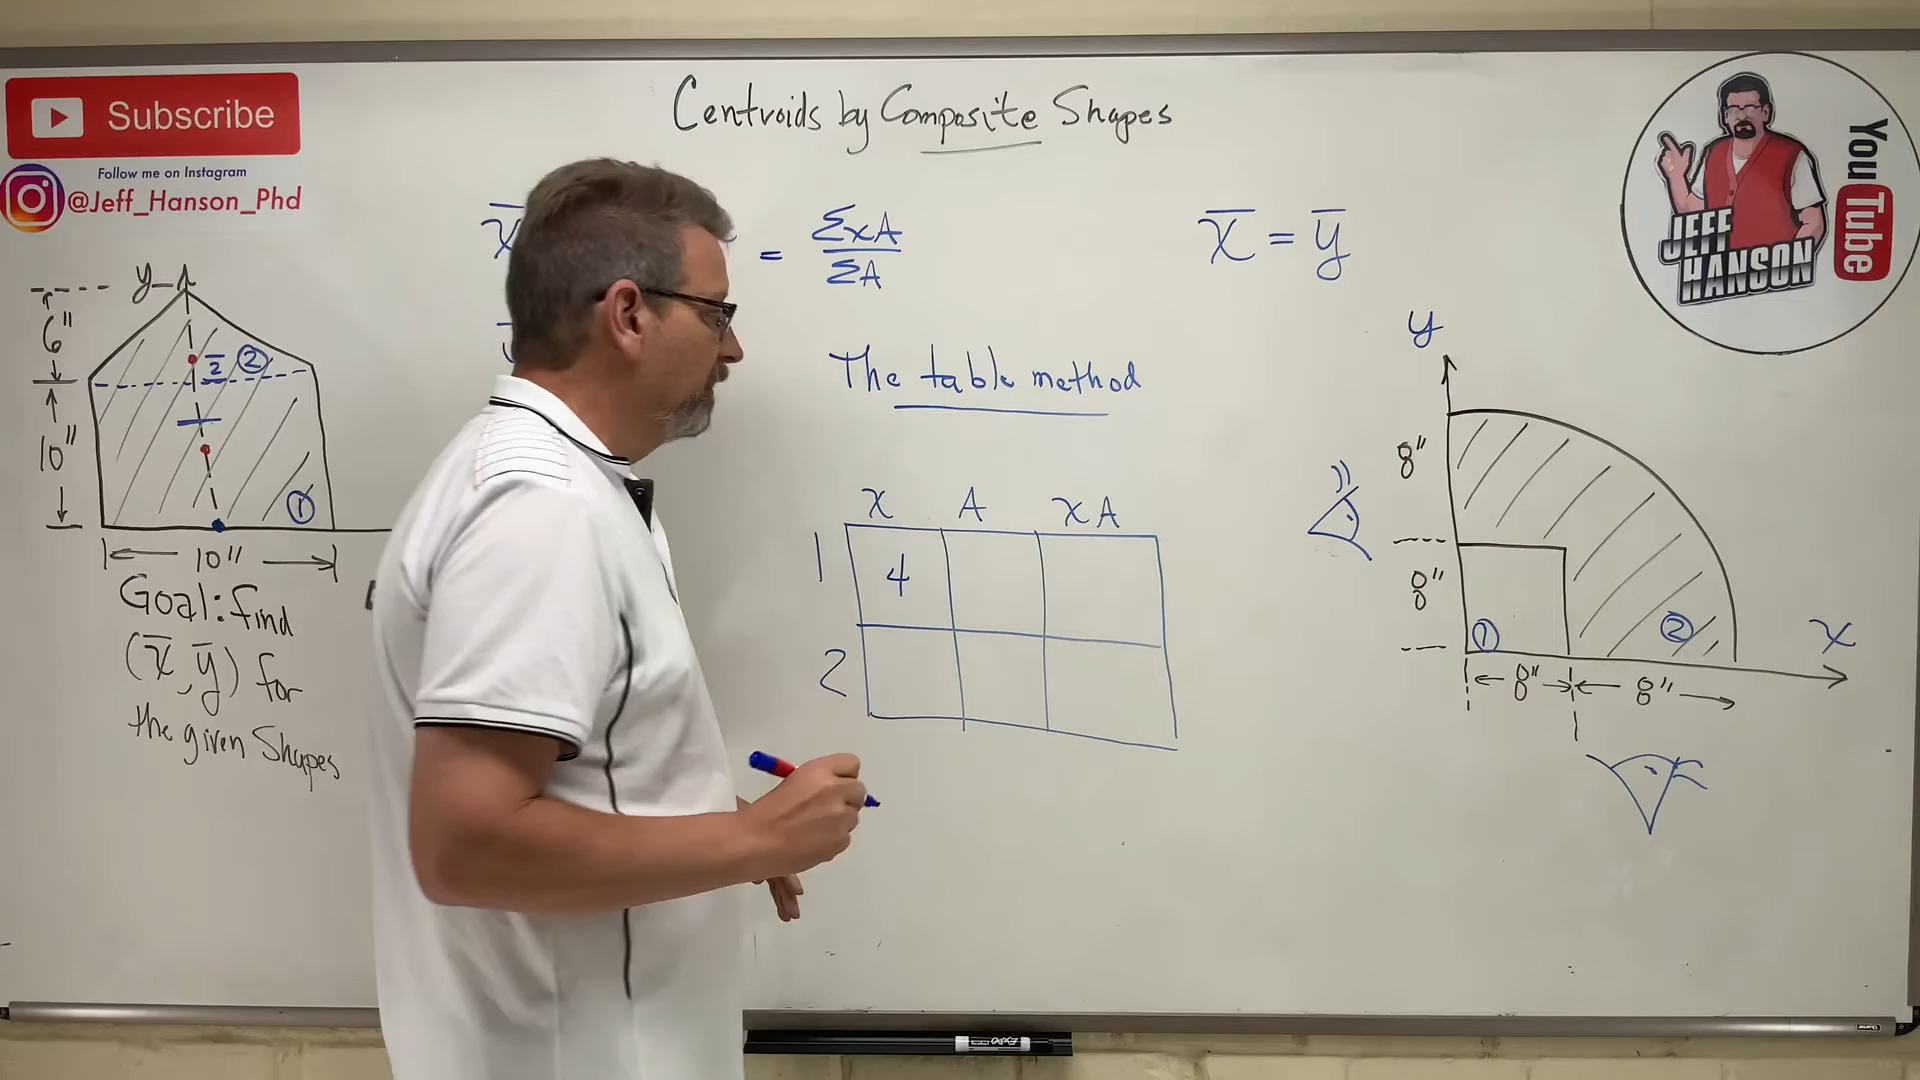 Subscribe
Follow me on Instagram
@Jeff_Hanson_Phd
Centroids by Composite Shapes
x̄
= ΣxA
ΣA
x̄ = ȳ
YouTube
JEFF
HANSON
The table method
y
6"
2̄ ②
10"
①
10"
Goal: find
(x̄, ȳ) for
the given Shapes
x A xA
1 4
2
y
8"
8"
① ② x
8" 8"
EXPO